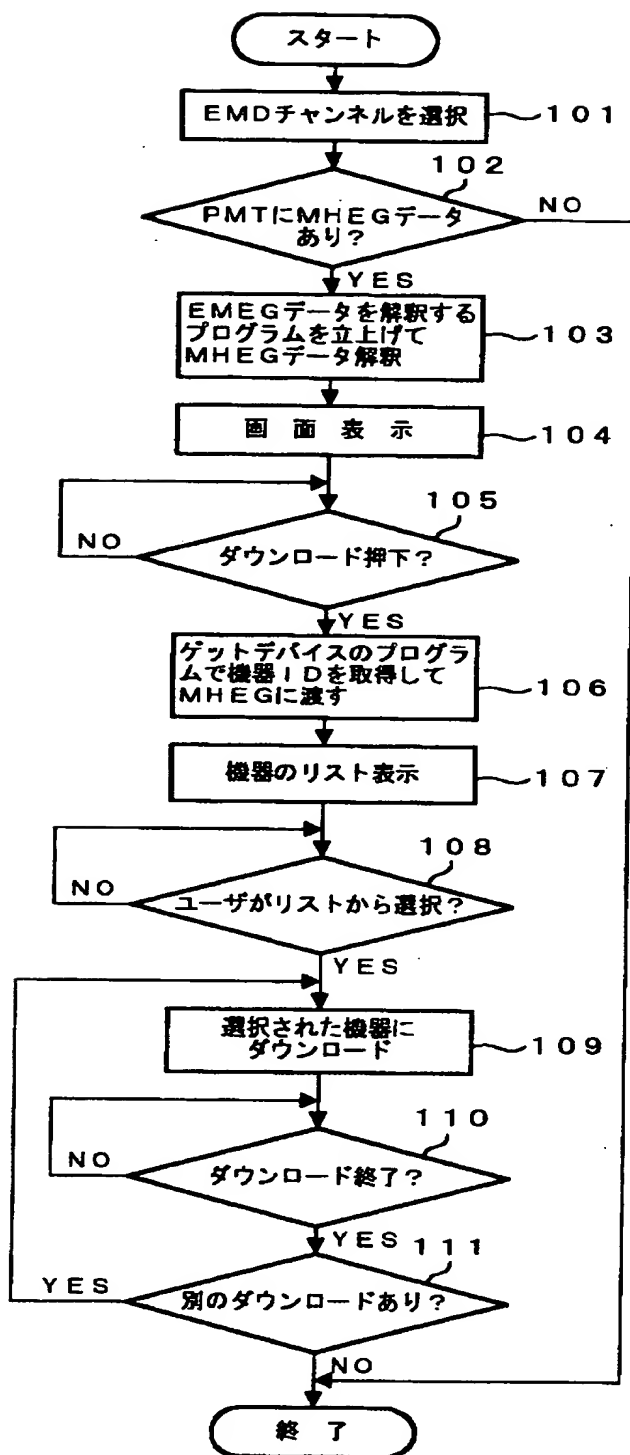 スタート
EMDチャンネルを選択
101
102
PMTにMHEGデータ
あり?
NO
YES
EMEGデータを解釈する
プログラムを立上げて
MHEGデータ解釈
103
画面表示
104
105
NO
ダウンロード押下?
YES
ゲットデバイスのプログラ
ムで機器IDを取得して
MHEGに渡す
106
機器のリスト表示
107
108
NO
ユーザがリストから選択?
YES
選択された機器に
ダウンロード
109
110
NO
ダウンロード終了?
YES
111
YES
別のダウンロードあり?
NO
終了